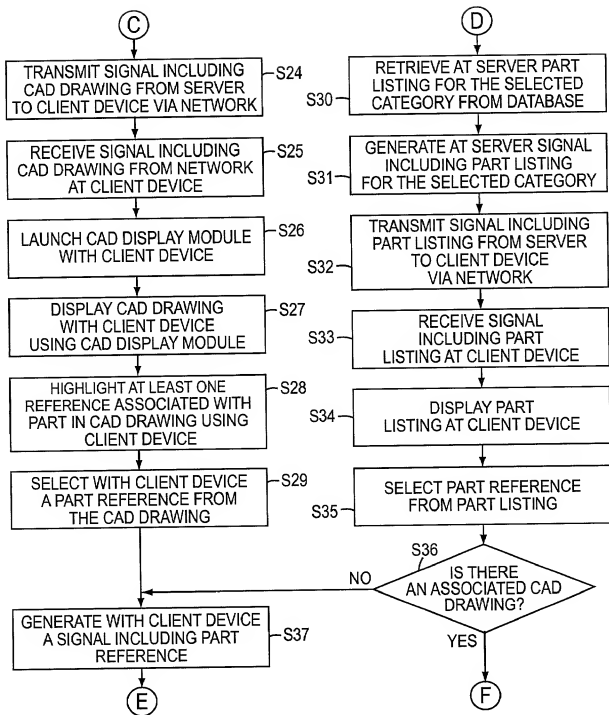 C
TRANSMIT SIGNAL INCLUDING
CAD DRAWING FROM SERVER
TO CLIENT DEVICE VIA NETWORK
S24
RECEIVE SIGNAL INCLUDING
CAD DRAWING FROM NETWORK
AT CLIENT DEVICE
S25
LAUNCH CAD DISPLAY MODULE
WITH CLIENT DEVICE
S26
DISPLAY CAD DRAWING
WITH CLIENT DEVICE
USING CAD DISPLAY MODULE
S27
HIGHLIGHT AT LEAST ONE
REFERENCE ASSOCIATED WITH
PART IN CAD DRAWING USING
CLIENT DEVICE
S28
SELECT WITH CLIENT DEVICE
A PART REFERENCE FROM
THE CAD DRAWING
S29
GENERATE WITH CLIENT DEVICE
A SIGNAL INCLUDING PART
REFERENCE
S37
E
D
RETRIEVE AT SERVER PART
LISTING FOR THE SELECTED
CATEGORY FROM DATABASE
S30
GENERATE AT SERVER SIGNAL
INCLUDING PART LISTING
FOR THE SELECTED CATEGORY
S31
TRANSMIT SIGNAL INCLUDING
PART LISTING FROM SERVER
TO CLIENT DEVICE
VIA NETWORK
S32
RECEIVE SIGNAL
INCLUDING PART
LISTING AT CLIENT DEVICE
S33
DISPLAY PART
LISTING AT CLIENT DEVICE
S34
SELECT PART REFERENCE
FROM PART LISTING
S35
S36
IS THERE
AN ASSOCIATED CAD
DRAWING?
NO
YES
F